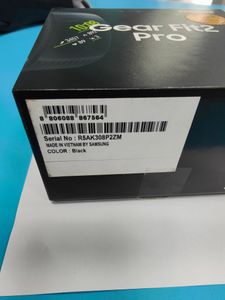 Gear Fit2
Pro
8 806088 867564
Serial No : R5AK308P2ZM
MADE IN VIETNAM BY SAMSUNG
COLOR : Black